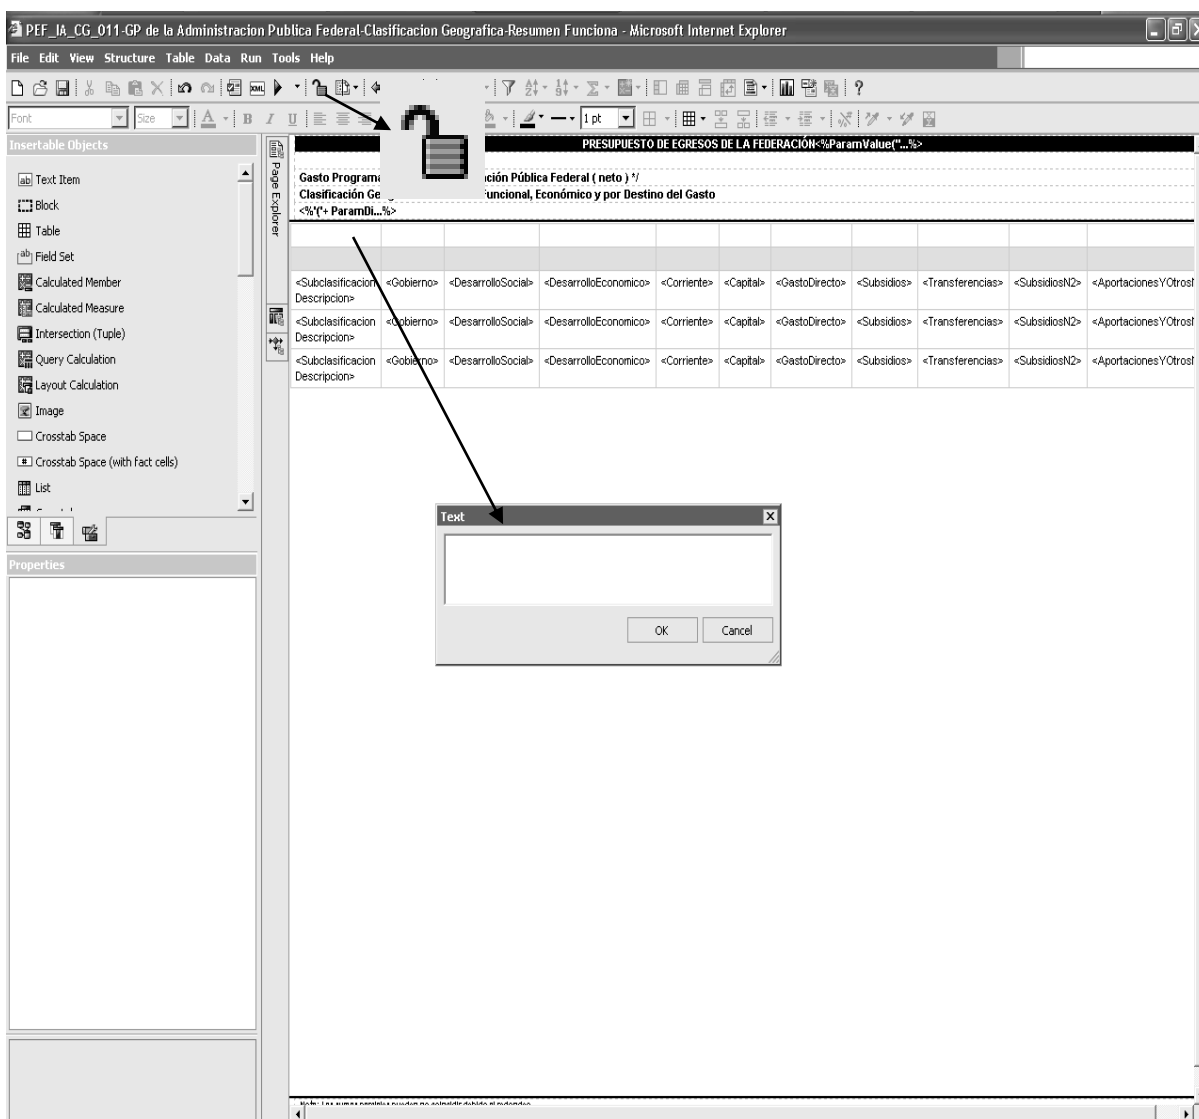 PEF_IA_CG_011-GP de la Administracion Publica Federal-Clasificacion Geografica-Resumen Funciona - Microsoft Internet Explorer
File Edit View Structure Table Data Run Tools Help
Font Size A B I U 1 pt
Insertable Objects
Text Item
Block
Table
Field Set
Calculated Member
Calculated Measure
Intersection (Tuple)
Query Calculation
Layout Calculation
Image
Crosstab Space
Crosstab Space (with fact cells)
List
Properties
Page Explorer
PRESUPUESTO DE EGRESOS DE LA FEDERACIÓN<%ParamValue("...%>
Gasto Programa ación Pública Federal ( neto ) */
Clasificación Ge Funcional, Económico y por Destino del Gasto
<%'('+ ParamDi...%>
<Subclasificacion Descripcion> <Gobierno> <DesarrolloSocial> <DesarrolloEconomico> <Corriente> <Capital> <GastoDirecto> <Subsidios> <Transferencias> <SubsidiosN2> <AportacionesYOtrosN
<Subclasificacion Descripcion> <Gobierno> <DesarrolloSocial> <DesarrolloEconomico> <Corriente> <Capital> <GastoDirecto> <Subsidios> <Transferencias> <SubsidiosN2> <AportacionesYOtrosN
<Subclasificacion Descripcion> <Gobierno> <DesarrolloSocial> <DesarrolloEconomico> <Corriente> <Capital> <GastoDirecto> <Subsidios> <Transferencias> <SubsidiosN2> <AportacionesYOtrosN
Text
OK Cancel